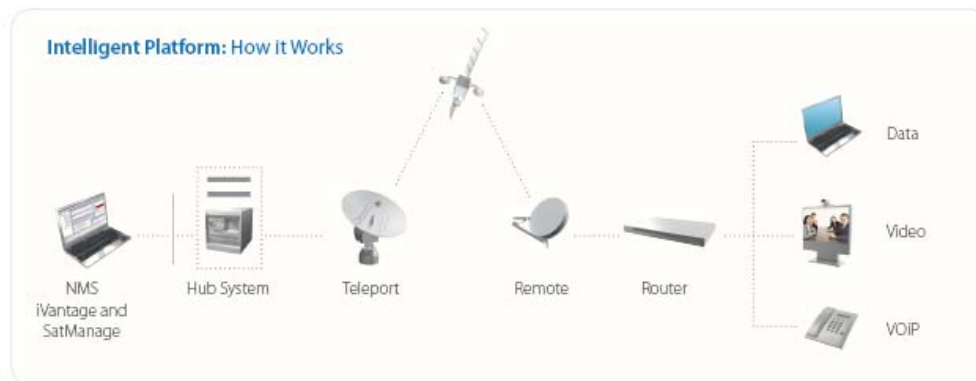 Intelligent Platform: How it Works
Data
Video
VOiP
NMS
iVantage and
SatManage
Hub System
Teleport
Remote
Router